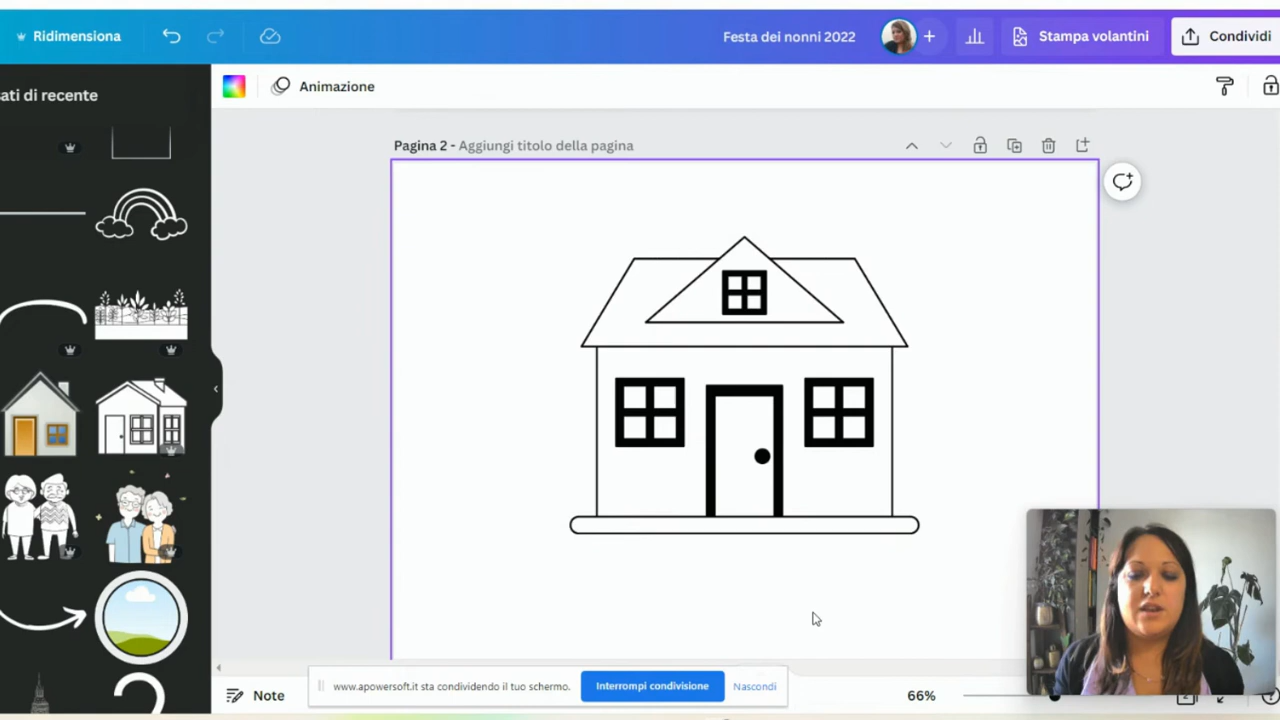 Ridimensiona
Festa dei nonni 2022
+
Stampa volantini
Condividi
ati di recente
Animazione
Pagina 2 - Aggiungi titolo della pagina
www.apowersoft.it sta condividendo il tuo schermo.
Interrompi condivisione
Nascondi
Note
66%